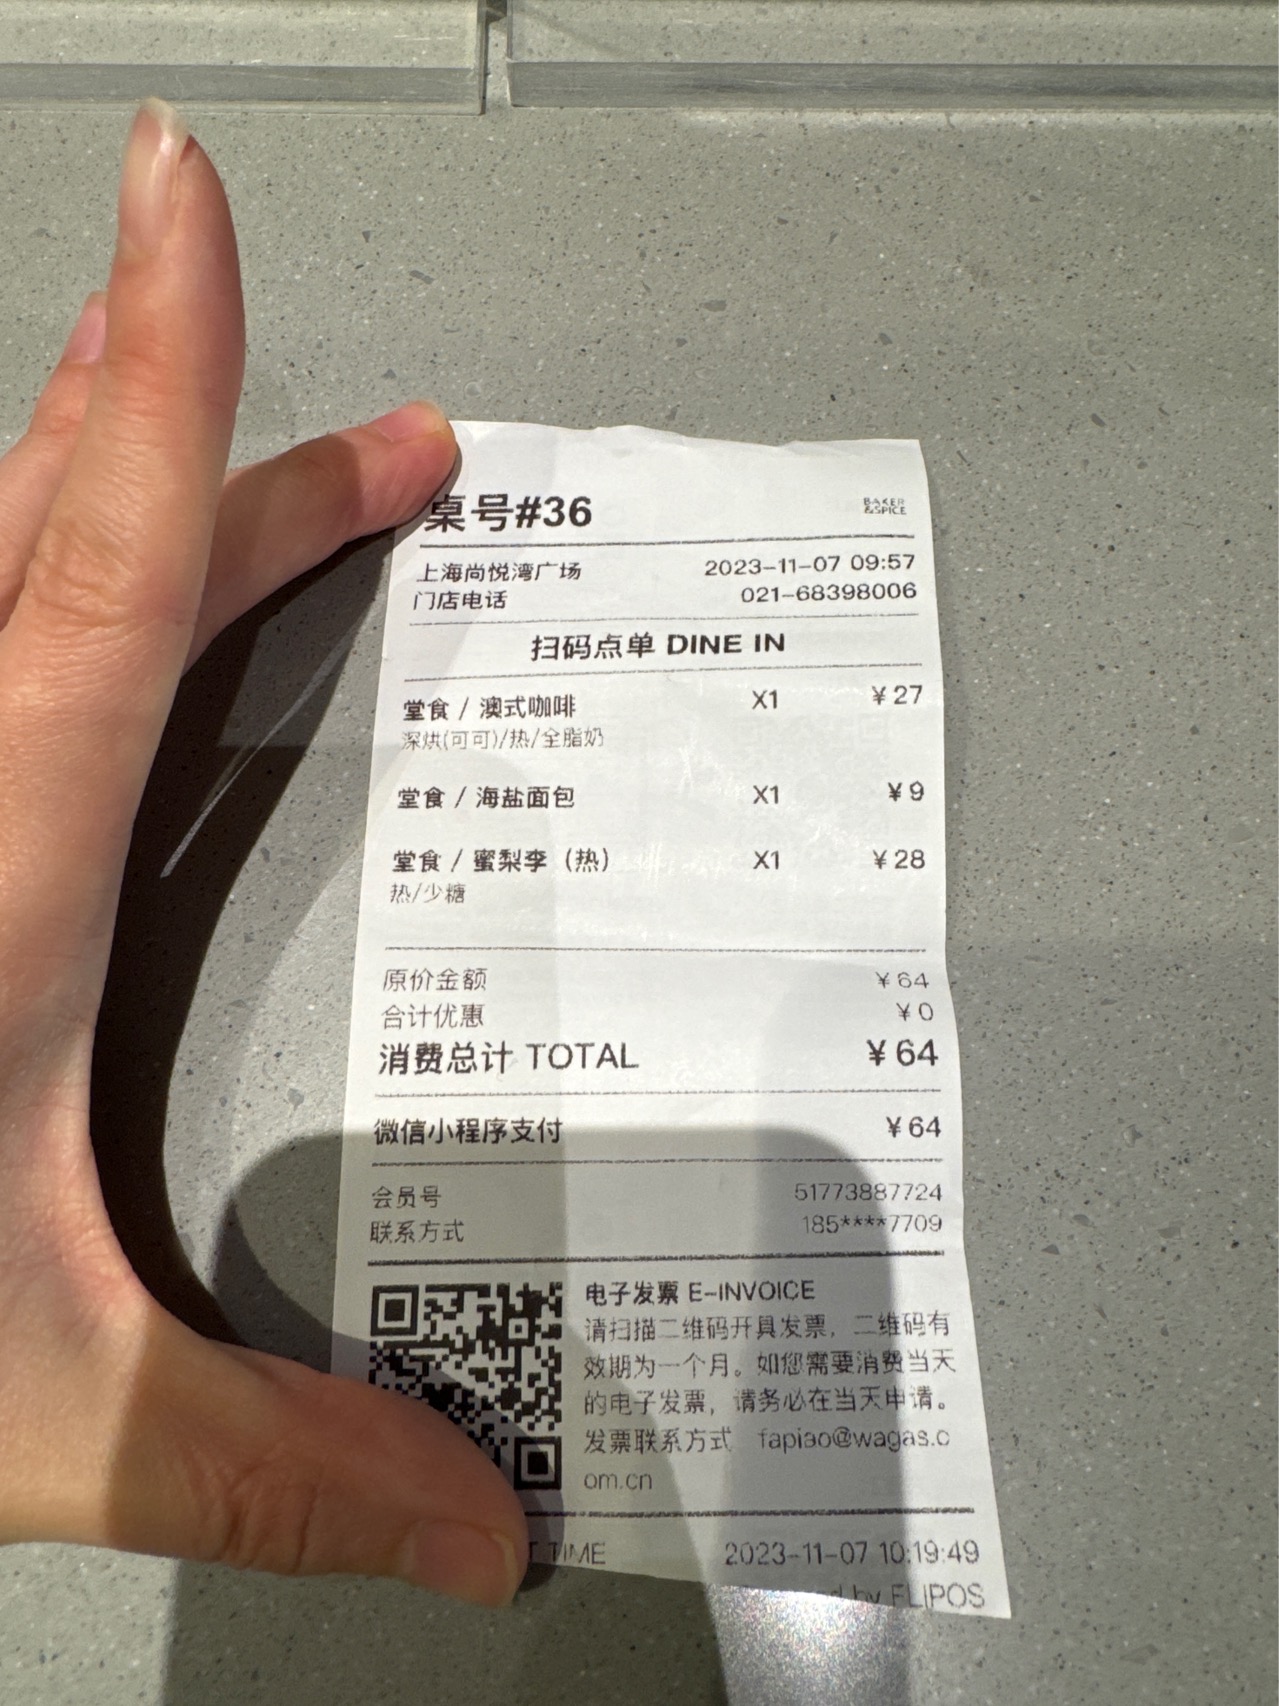 桌号#36
BAKER
&SPICE
上海尚悦湾广场 2023-11-07 09:57
门店电话 021-68398006
扫码点单 DINE IN
堂食 / 澳式咖啡 X1 ¥27
深烘(可可)/热/全脂奶
堂食 / 海盐面包 X1 ¥9
堂食 / 蜜梨李（热） X1 ¥28
热/少糖
原价金额 ¥64
合计优惠 ¥0
消费总计 TOTAL ¥64
微信小程序支付 ¥64
会员号 51773887724
联系方式 185****7709
电子发票 E-INVOICE
请扫描二维码开具发票，二维码有
效期为一个月。如您需要消费当天
的电子发票，请务必在当天申请。
发票联系方式 fapiao@wagas.c
om.cn
TIME 2023-11-07 10:19:49
by FLIPOS